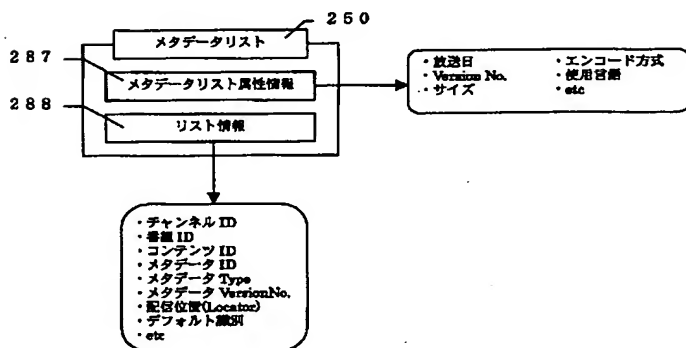 250
メタデータリスト
287
メタデータリスト属性情報
288
リスト情報
・放送日
・Version No.
・サイズ
・エンコード方式
・使用言語
・etc
・チャンネルID
・番組ID
・コンテンツID
・メタデータID
・メタデータType
・メタデータVersionNo.
・配信位置(Locator)
・デフォルト識別
・etc